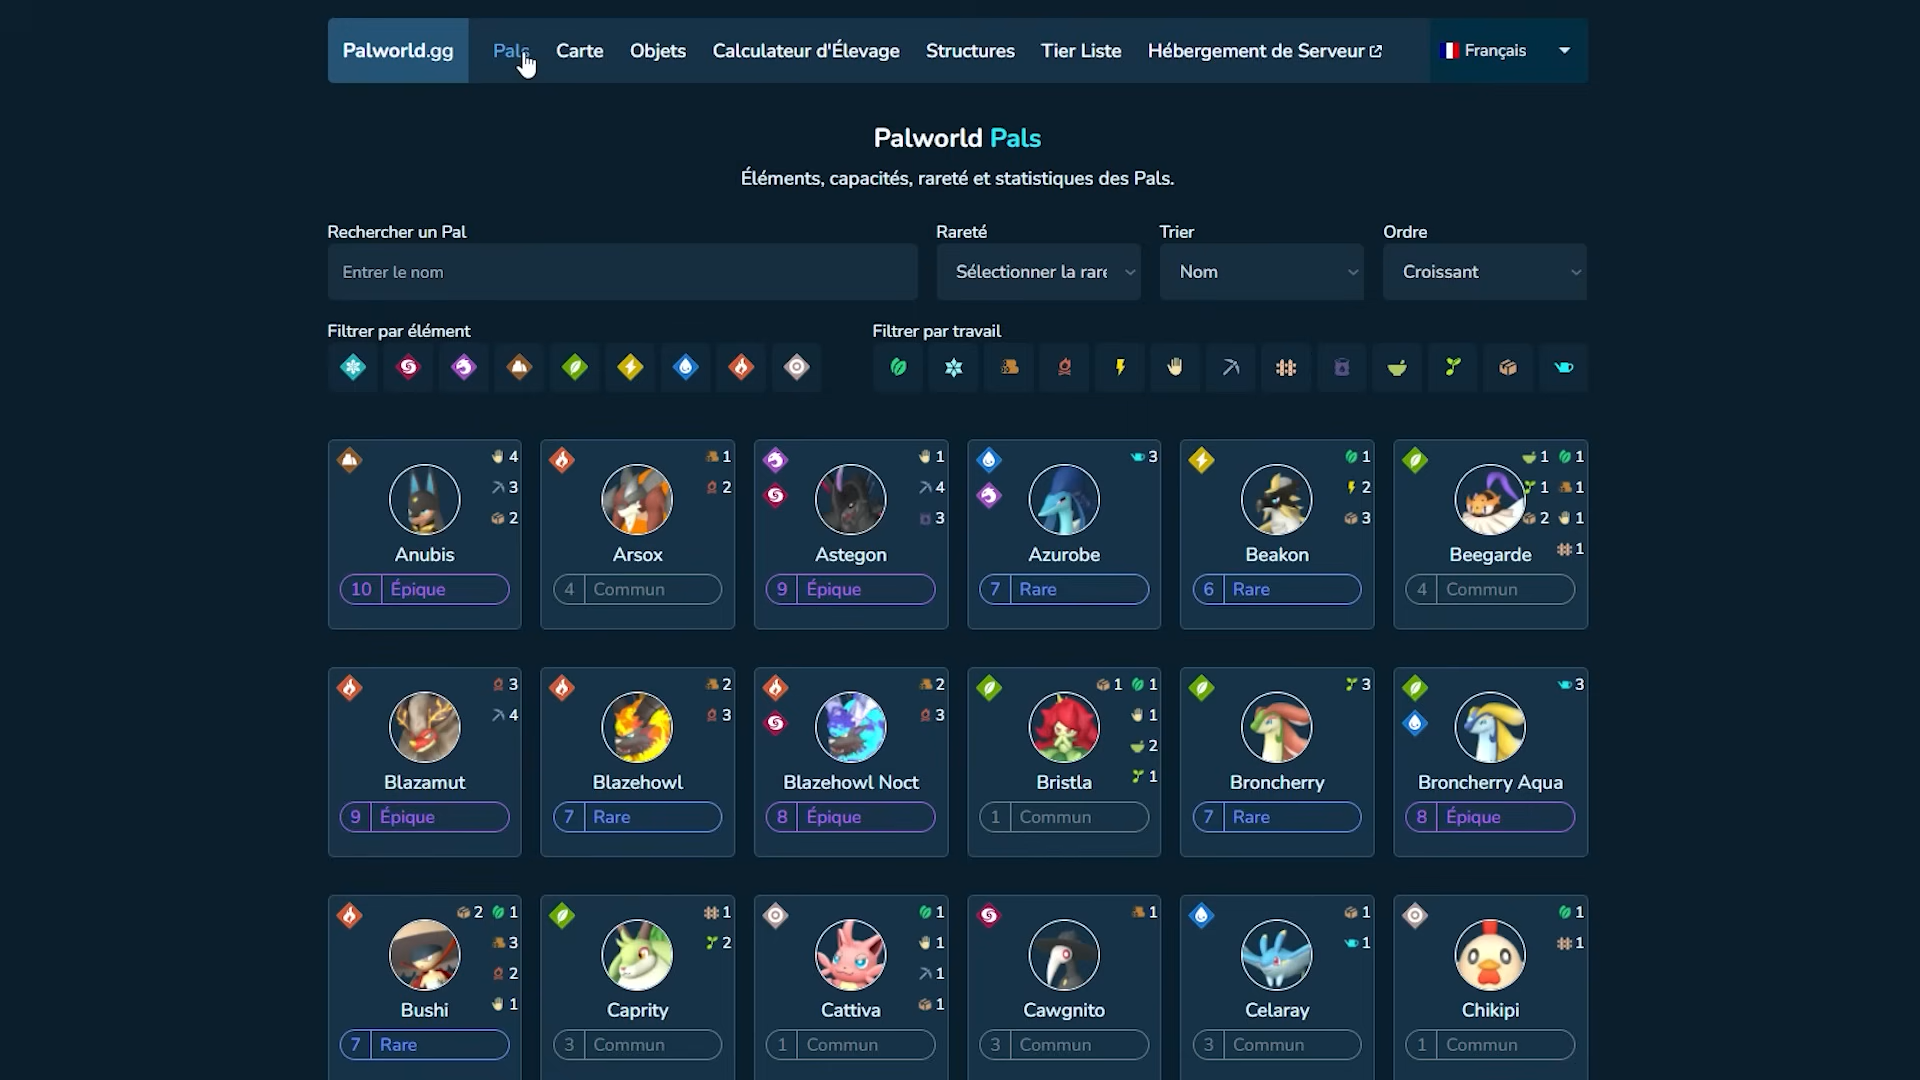 Palworld.gg Pals Carte Objets Calculateur d'Élevage Structures Tier Liste Hébergement de Serveur Français
Palworld Pals
Éléments, capacités, rareté et statistiques des Pals.
Rechercher un Pal Rareté Trier Ordre
Entrer le nom Sélectionner la rare Nom Croissant
Filtrer par élément Filtrer par travail
4 1 1 3 1 1 1
3 2 4 2 1 1
2 3 3 2 1
1
Anubis Arsox Astegon Azurobe Beakon Beegarde
10 Épique 4 Commun 9 Épique 7 Rare 6 Rare 4 Commun
3 2 2 1 1 3 3
4 3 3 1
2
1
Blazamut Blazehowl Blazehowl Noct Bristla Broncherry Broncherry Aqua
9 Épique 7 Rare 8 Épique 1 Commun 7 Rare 8 Épique
2 1 1 1 1 1 1
3 2 1 1 1
2 1
1 1
Bushi Caprity Cattiva Cawgnito Celaray Chikipi
7 Rare 3 Commun 1 Commun 3 Commun 3 Commun 1 Commun